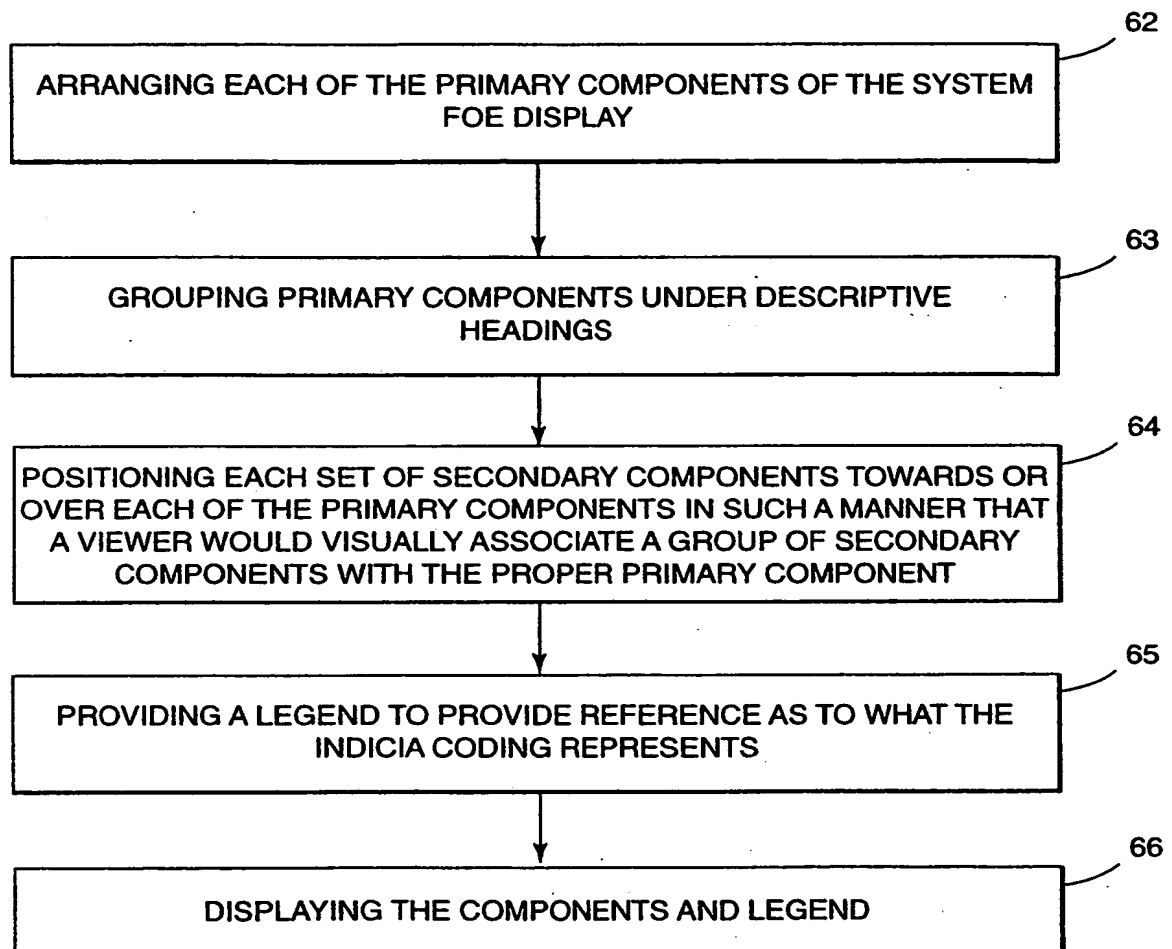 62
ARRANGING EACH OF THE PRIMARY COMPONENTS OF THE SYSTEM
FOE DISPLAY
63
GROUPING PRIMARY COMPONENTS UNDER DESCRIPTIVE
HEADINGS
64
POSITIONING EACH SET OF SECONDARY COMPONENTS TOWARDS OR
OVER EACH OF THE PRIMARY COMPONENTS IN SUCH A MANNER THAT
A VIEWER WOULD VISUALLY ASSOCIATE A GROUP OF SECONDARY
COMPONENTS WITH THE PROPER PRIMARY COMPONENT
65
PROVIDING A LEGEND TO PROVIDE REFERENCE AS TO WHAT THE
INDICIA CODING REPRESENTS
66
DISPLAYING THE COMPONENTS AND LEGEND